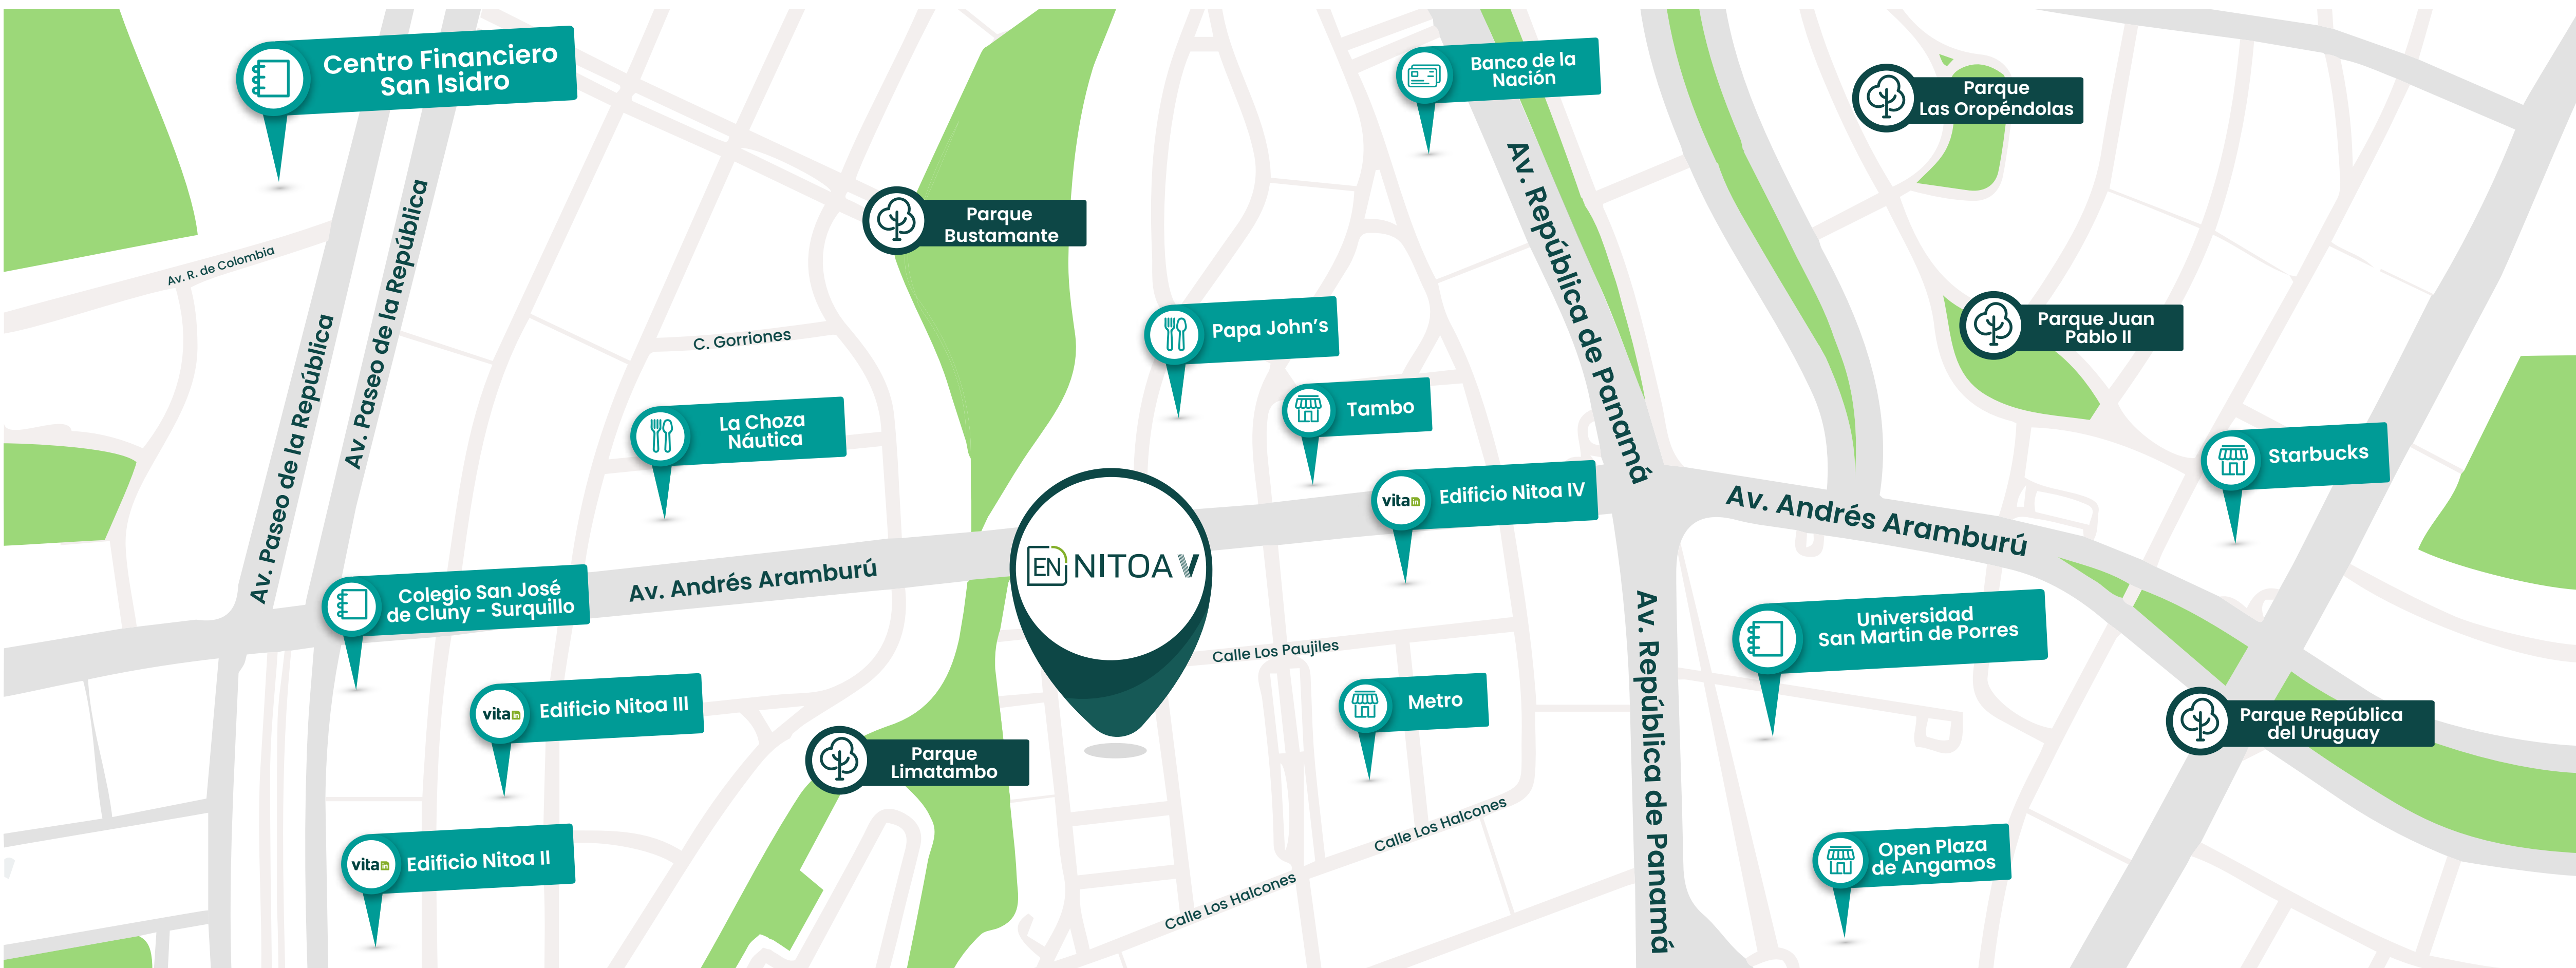 Centro Financiero
San Isidro
Banco de la
Nación
Parque
Las Oropéndolas
Av. República de Panamá
Av. Paseo de la República
Parque
Bustamante
Av. R. de Colombia
Av. Paseo de la República
C. Gorriones
Papa John's
Parque Juan
Pablo II
La Choza
Náutica
Tambo
Starbucks
vita in
Edificio Nitoa IV
Av. Andrés Aramburú
EN NITOA V
Av. Andrés Aramburú
Colegio San José
de Cluny - Surquillo
Universidad
San Martin de Porres
Calle Los Paujiles
Av. República de Panamá
vita in
Edificio Nitoa III
Metro
Parque República
del Uruguay
Parque
Limatambo
Calle Los Halcones
vita in
Edificio Nitoa II
Open Plaza
de Angamos
Calle Los Halcones